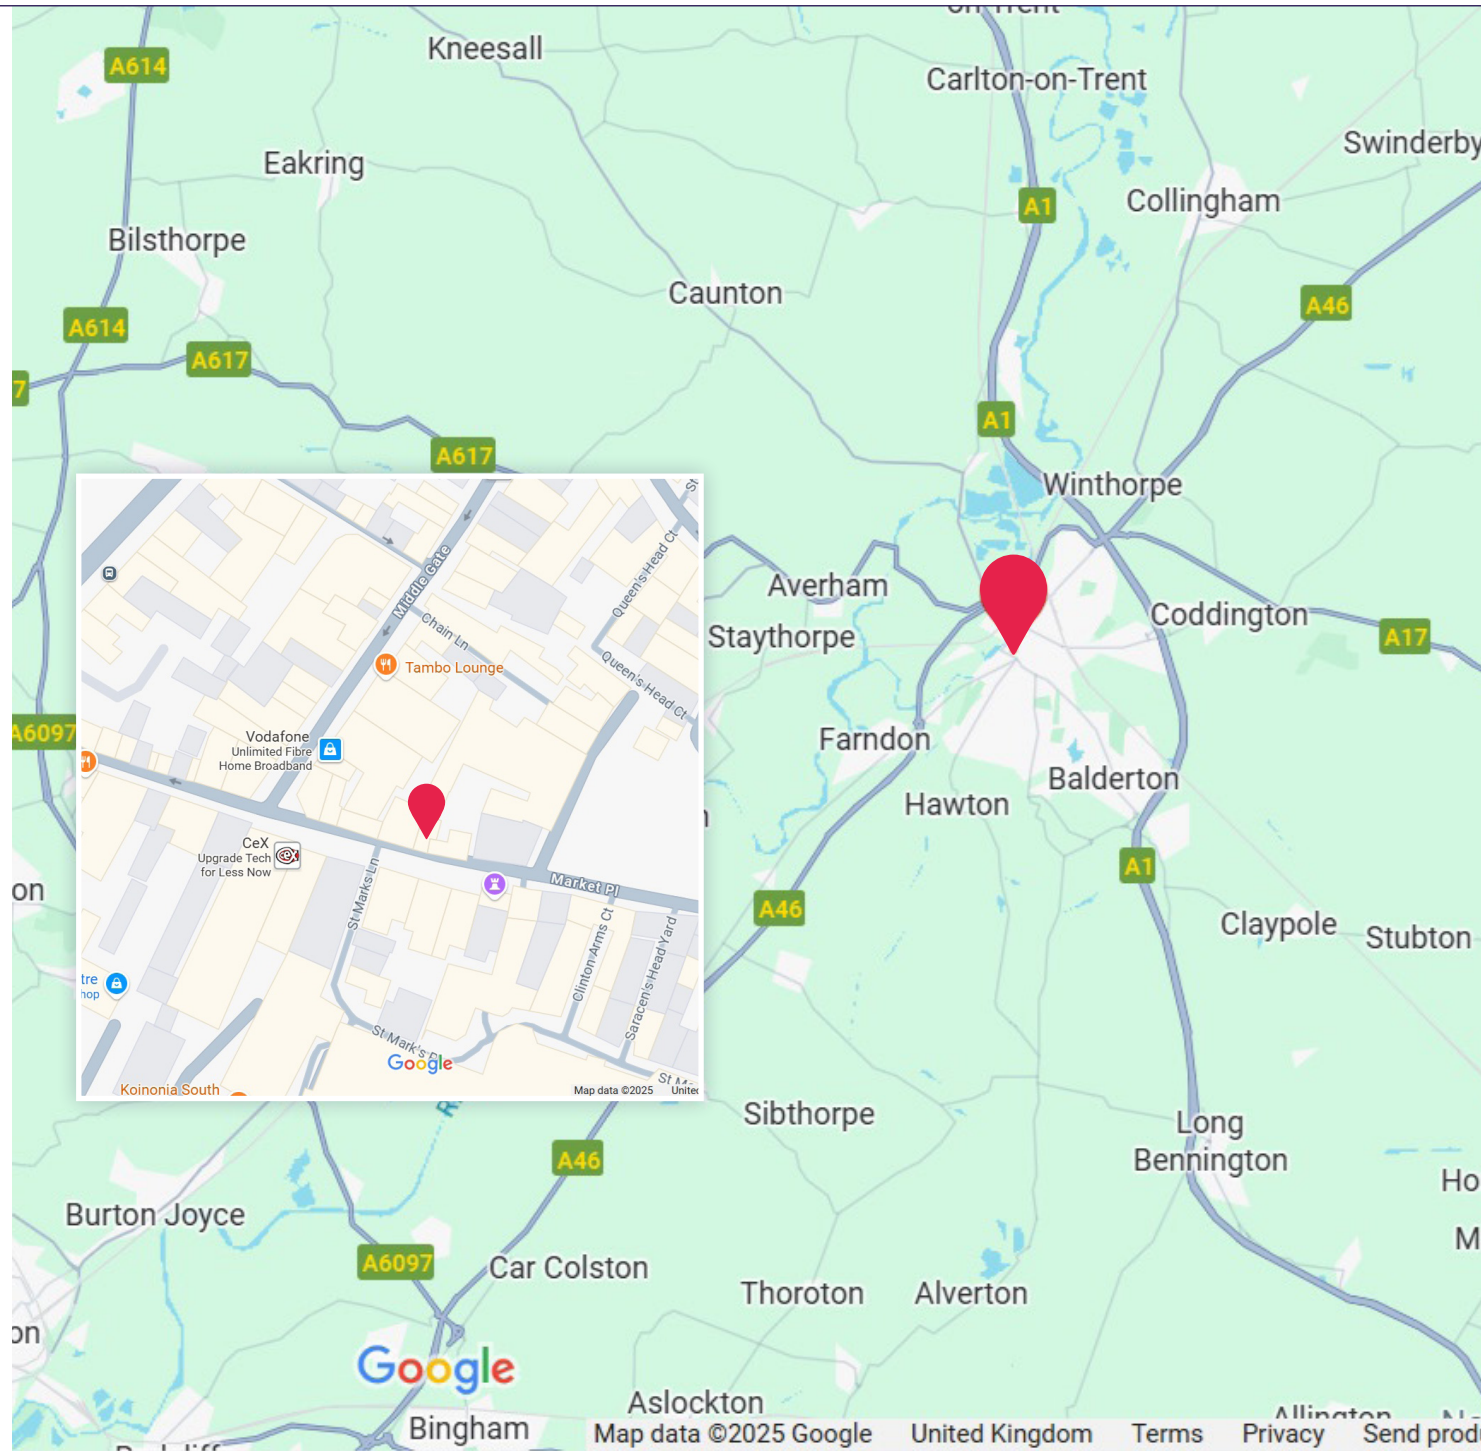 Kneesall
A614
Carlton-on-Trent
Swinderby
Eakring
A1
Collingham
Bilsthorpe
Caunton
A46
A614
A617
A1
A617
Winthorpe
Averham
Coddington
Staythorpe
A17
A6097
Farndon
Balderton
Hawton
A1
A46
Claypole
Stubton
Sibthorpe
Long
Bennington
A46
Burton Joyce
A6097
Car Colston
Thoroton
Alverton
Google
Aslockton
Bingham
Map data ©2025 Google
United Kingdom
Terms
Privacy
Middle Gate
Queen's Head Ct
Chain Ln
Queen's Head Ct
Tambo Lounge
Vodafone
Unlimited Fibre
Home Broadband
CeX
Upgrade Tech
for Less Now
Market Pl
St Marks Ln
Clinton Arms Ct
Saracen's Head Yard
St Mark's
Google
Koinonia South
Map data ©2025